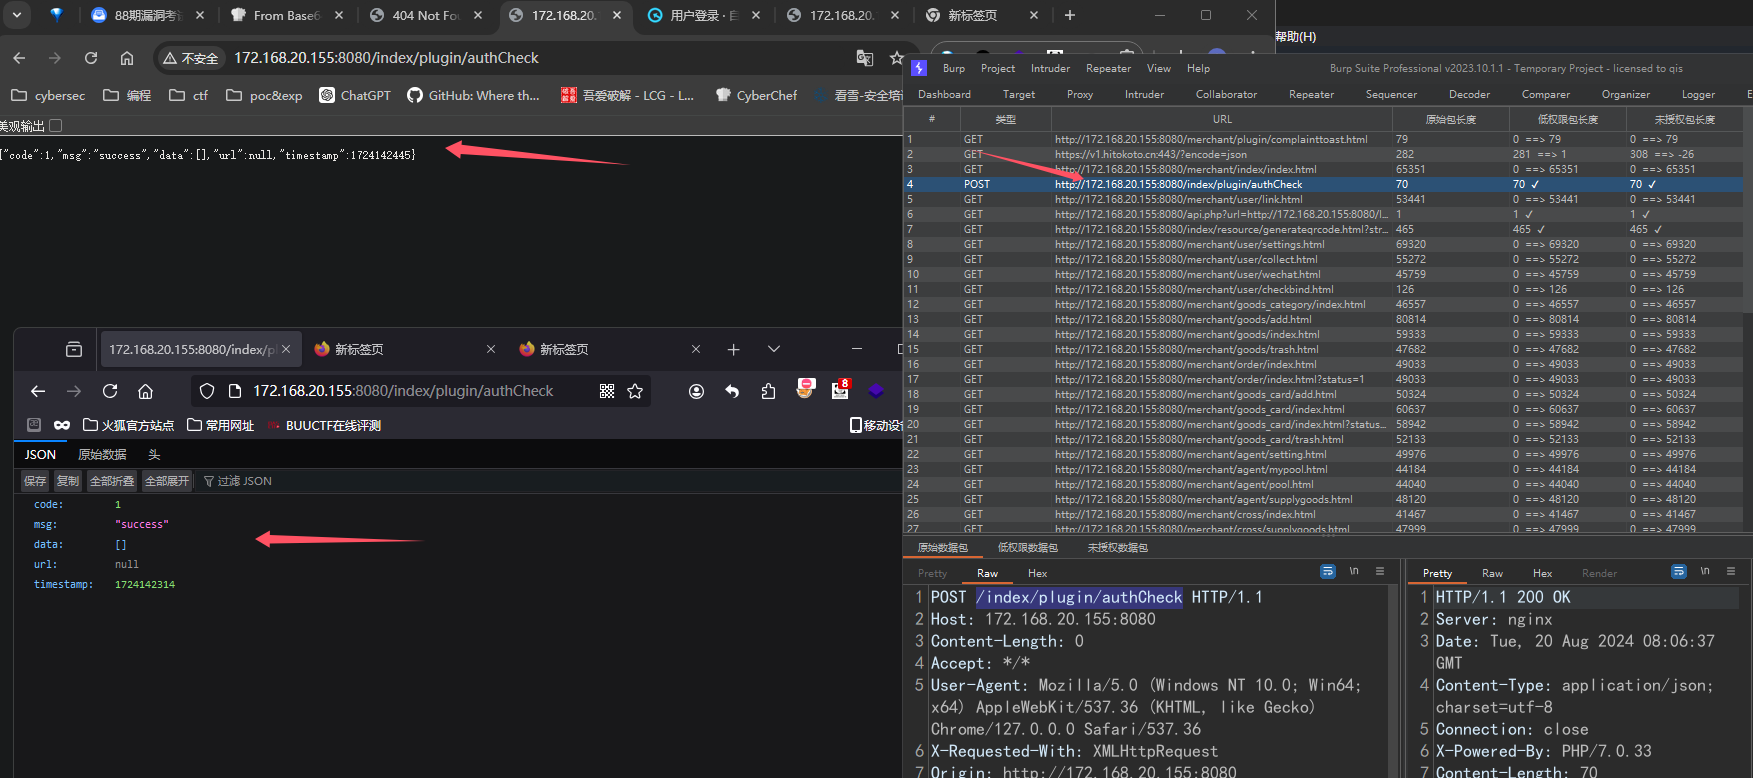 88期漏洞考
From Base6
404 Not Fo
172.168.20.
用户登录 · 自
172.168.20.
新标签页
不安全
172.168.20.155:8080/index/plugin/authCheck
cybersec
编程
ctf
poc&exp
ChatGPT
GitHub: Where th...
吾爱破解 - LCG - L...
CyberChef
看雪-安全培
美观输出
{"code":1,"msg":"success","data":[],"url":null,"timestamp":1724142445}
172.168.20.155:8080/index/pl
新标签页
新标签页
172.168.20.155:8080/index/plugin/authCheck
8
火狐官方站点
常用网址
BUUCTF在线评测
移动设
JSON
原始数据
头
保存
复制
全部折叠
全部展开
过滤 JSON
code: 1
msg: "success"
data: []
url: null
timestamp: 1724142314
帮助(H)
Burp Project Intruder Repeater View Help
Burp Suite Professional v2023.10.1.1 - Temporary Project - licensed to qis
Dashboard Target Proxy Intruder Collaborator Repeater Sequencer Decoder Comparer Organizer Logger E
# 类型 URL 原始包长度 低权限包长度 未授权包长度
1 GET http://172.168.20.155:8080/merchant/plugin/complainttoast.html 79 0 ==> 79 0 ==> 79
2 GET https://v1.hitokoto.cn:443/?encode=json 282 281 ==> 1 308 ==> -26
3 GET http://172.168.20.155:8080/merchant/index/index.html 65351 0 ==> 65351 0 ==> 65351
4 POST http://172.168.20.155:8080/index/plugin/authCheck 70 70 ✓ 70 ✓
5 GET http://172.168.20.155:8080/merchant/user/link.html 53441 0 ==> 53441 0 ==> 53441
6 GET http://172.168.20.155:8080/api.php?url=http://172.168.20.155:8080/l... 1 1 ✓ 1 ✓
7 GET http://172.168.20.155:8080/index/resource/generateqrcode.html?str... 465 465 ✓ 465 ✓
8 GET http://172.168.20.155:8080/merchant/user/settings.html 69320 0 ==> 69320 0 ==> 69320
9 GET http://172.168.20.155:8080/merchant/user/collect.html 55272 0 ==> 55272 0 ==> 55272
10 GET http://172.168.20.155:8080/merchant/user/wechat.html 45759 0 ==> 45759 0 ==> 45759
11 GET http://172.168.20.155:8080/merchant/user/checkbind.html 126 0 ==> 126 0 ==> 126
12 GET http://172.168.20.155:8080/merchant/goods_category/index.html 46557 0 ==> 46557 0 ==> 46557
13 GET http://172.168.20.155:8080/merchant/goods/add.html 80814 0 ==> 80814 0 ==> 80814
14 GET http://172.168.20.155:8080/merchant/goods/index.html 59333 0 ==> 59333 0 ==> 59333
15 GET http://172.168.20.155:8080/merchant/goods/trash.html 47682 0 ==> 47682 0 ==> 47682
16 GET http://172.168.20.155:8080/merchant/order/index.html 49033 0 ==> 49033 0 ==> 49033
17 GET http://172.168.20.155:8080/merchant/order/index.html?status=1 49033 0 ==> 49033 0 ==> 49033
18 GET http://172.168.20.155:8080/merchant/goods_card/add.html 50324 0 ==> 50324 0 ==> 50324
19 GET http://172.168.20.155:8080/merchant/goods_card/index.html 60637 0 ==> 60637 0 ==> 60637
20 GET http://172.168.20.155:8080/merchant/goods_card/index.html?status... 58942 0 ==> 58942 0 ==> 58942
21 GET http://172.168.20.155:8080/merchant/goods_card/trash.html 52133 0 ==> 52133 0 ==> 52133
22 GET http://172.168.20.155:8080/merchant/agent/setting.html 49976 0 ==> 49976 0 ==> 49976
23 GET http://172.168.20.155:8080/merchant/agent/mypool.html 44184 0 ==> 44184 0 ==> 44184
24 GET http://172.168.20.155:8080/merchant/agent/pool.html 44040 0 ==> 44040 0 ==> 44040
25 GET http://172.168.20.155:8080/merchant/agent/supplygoods.html 48120 0 ==> 48120 0 ==> 48120
26 GET http://172.168.20.155:8080/merchant/cross/index.html 41467 0 ==> 41467 0 ==> 41467
27 GET http://172.168.20.155:8080/merchant/cross/supplygoods.html 47999 0 ==> 47999 0 ==> 47999
原始数据包 低权限数据包 未授权数据包
Pretty Raw Hex \n
1 POST /index/plugin/authCheck HTTP/1.1
2 Host: 172.168.20.155:8080
3 Content-Length: 0
4 Accept: */*
5 User-Agent: Mozilla/5.0 (Windows NT 10.0; Win64;
x64) AppleWebKit/537.36 (KHTML, like Gecko)
Chrome/127.0.0.0 Safari/537.36
6 X-Requested-With: XMLHttpRequest
7 Origin: http://172.168.20.155:8080
Pretty Raw Hex Render \n
1 HTTP/1.1 200 OK
2 Server: nginx
3 Date: Tue, 20 Aug 2024 08:06:37
GMT
4 Content-Type: application/json;
charset=utf-8
5 Connection: close
6 X-Powered-By: PHP/7.0.33
7 Content-Length: 70